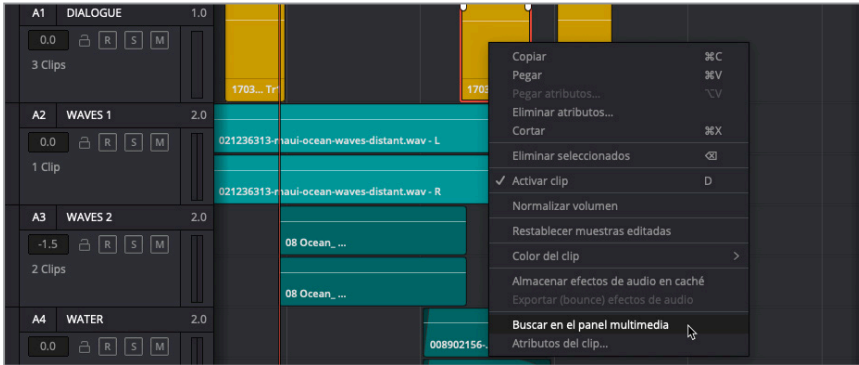 A1 DIALOGUE 1.0
0.0 R S M
3 Clips
1703... Tr
1703
A2 WAVES 1 2.0
0.0 R S M
1 Clip
021236313-maui-ocean-waves-distant.wav - L
021236313-maui-ocean-waves-distant.wav - R
A3 WAVES 2 2.0
-1.5 R S M
2 Clips
08 Ocean_ ...
08 Ocean_ ...
A4 WATER 2.0
0.0 R S M
008902156-
Copiar ⌘C
Pegar ⌘V
Pegar atributos... ⌥V
Eliminar atributos...
Cortar ⌘X
Eliminar seleccionados ⌫
✓ Activar clip D
Normalizar volumen
Restablecer muestras editadas
Color del clip >
Almacenar efectos de audio en caché
Exportar (bounce) efectos de audio
Buscar en el panel multimedia
Atributos del clip...